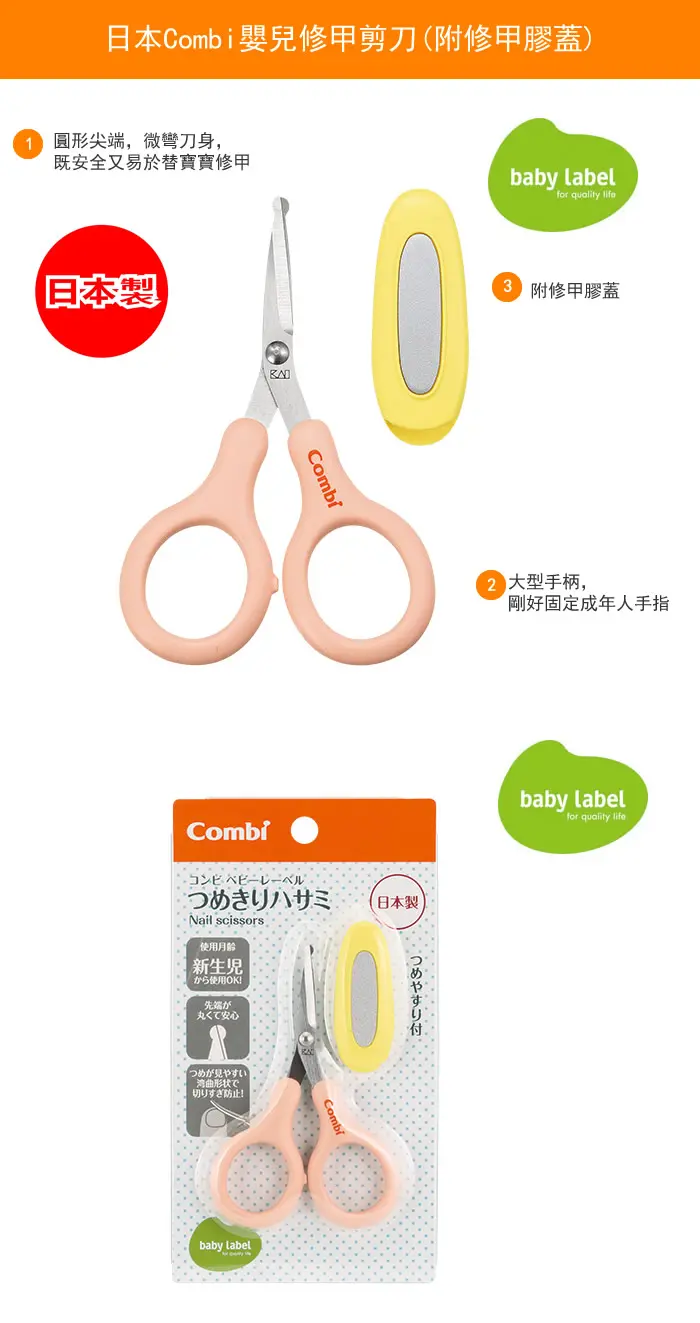 日本Combi嬰兒修甲剪刀(附修甲膠蓋)
1
圓形尖端，微彎刀身，
既安全又易於替寶寶修甲
baby label
for quality life
日本製
3
附修甲膠蓋
KAI
Combi
2
大型手柄，
剛好固定成年人手指
baby label
for quality life
Combi
コンビ ベビーレーベル
つめきりハサミ
Nail scissors
日本製
使用月齢
新生児
から使用OK!
先端が
丸くて安心
つめが見やすい
湾曲形状で
切りすぎ防止!
つめやすり付
KAI
Combi
baby label
for quality life